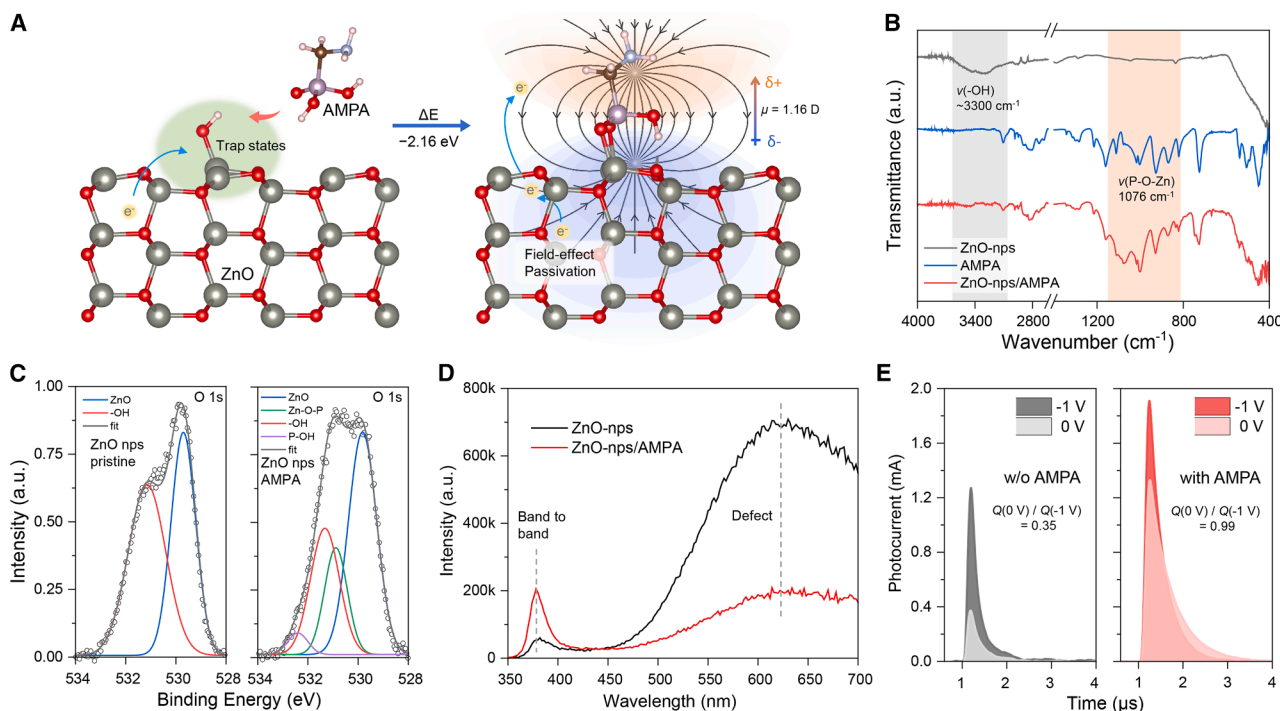 A
AMPA
Trap states
e-
ZnO
ΔE
−2.16 eV
e-
e-
e-
Field-effect
Passivation
δ+
μ = 1.16 D
δ-
B
Transmittance (a.u.)
ν(-OH)
~3300 cm-1
ν(P-O-Zn)
1076 cm-1
ZnO-nps
AMPA
ZnO-nps/AMPA
4000 3400 2800 1200 800 400
Wavenumber (cm-1)
C
Intensity (a.u.)
1.00
0.75
0.50
0.25
0.00
O 1s
ZnO
-OH
fit
ZnO nps
pristine
534 532 530 528
O 1s
ZnO
Zn-O-P
-OH
P-OH
fit
ZnO nps
AMPA
534 532 530 528
Binding Energy (eV)
D
Intensity (a.u.)
800k
600k
400k
200k
0
ZnO-nps
ZnO-nps/AMPA
Band to
band
Defect
350 400 450 500 550 600 650 700
Wavelength (nm)
E
Photocurrent (mA)
2.0
1.6
1.2
0.8
0.4
0.0
-1 V
0 V
w/o AMPA
Q(0 V) / Q(-1 V)
= 0.35
1 2 3 4
-1 V
0 V
with AMPA
Q(0 V) / Q(-1 V)
= 0.99
1 2 3 4
Time (μs)